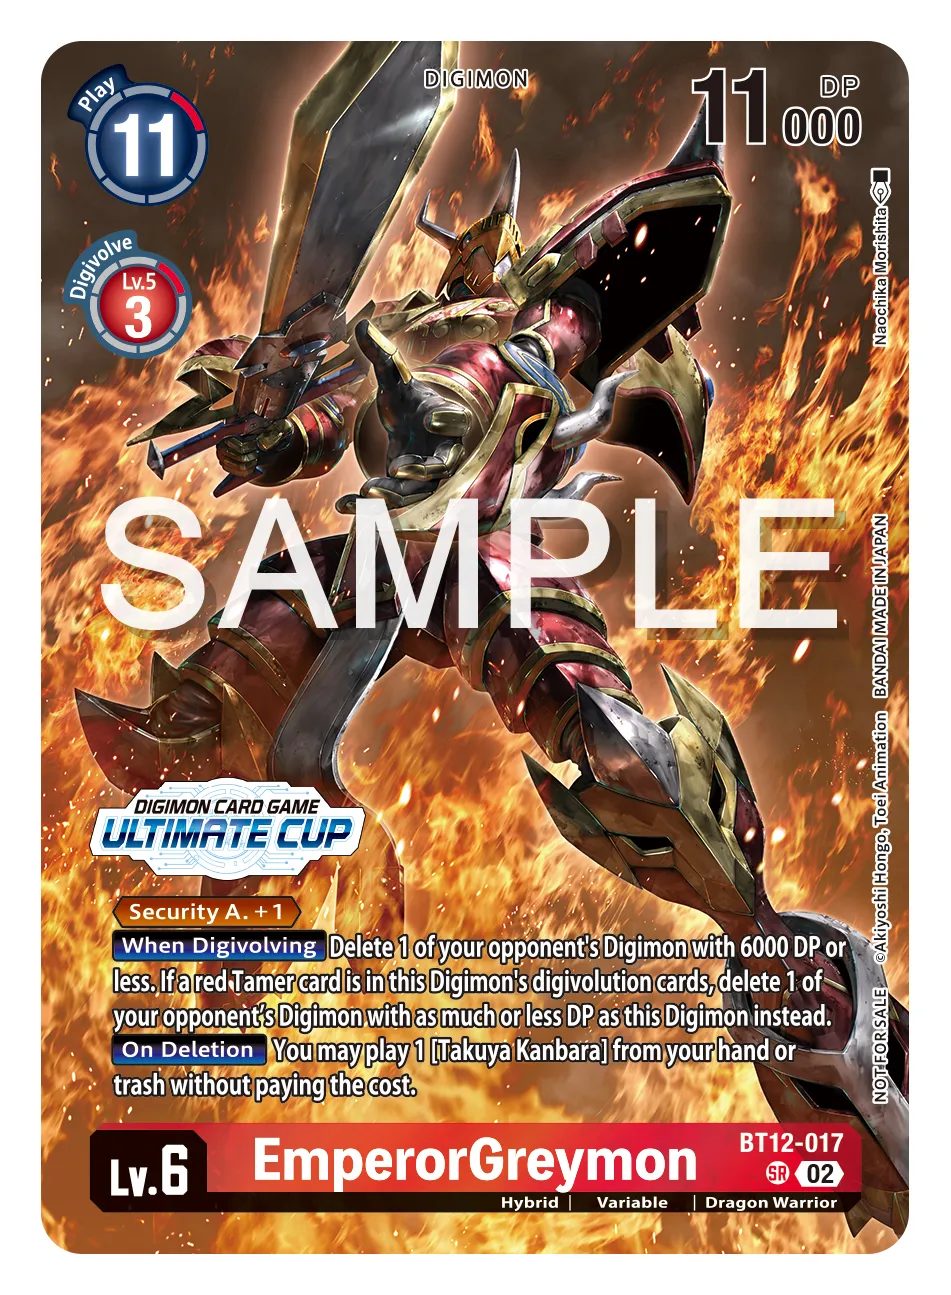 DIGIMON
Play
11
11000
DP
Digivolve
Lv.5
3
Naochika Morishita
SAMPLE
©Akiyoshi Hongo, Toei Animation BANDAI MADE IN JAPAN
NOT FOR SALE
DIGIMON CARD GAME
ULTIMATE CUP
Security A. +1
When Digivolving Delete 1 of your opponent's Digimon with 6000 DP or
less. If a red Tamer card is in this Digimon's digivolution cards, delete 1 of
your opponent's Digimon with as much or less DP as this Digimon instead.
On Deletion You may play 1 [Takuya Kanbara] from your hand or
trash without paying the cost.
Lv.6
EmperorGreymon
BT12-017
SR 02
Hybrid | Variable | Dragon Warrior